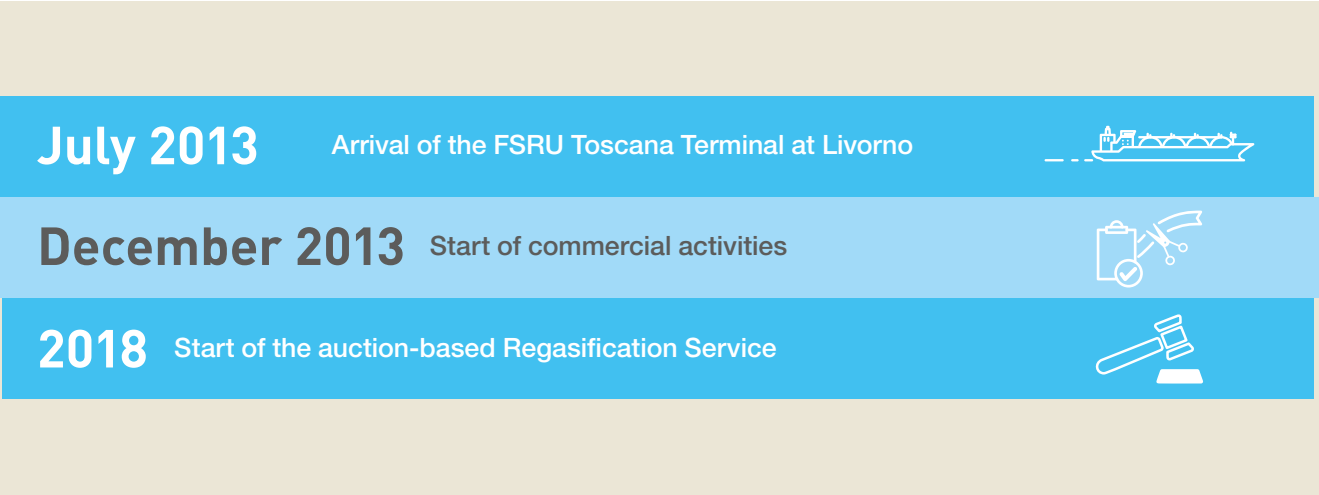 July 2013 Arrival of the FSRU Toscana Terminal at Livorno
December 2013 Start of commercial activities
2018 Start of the auction-based Regasification Service